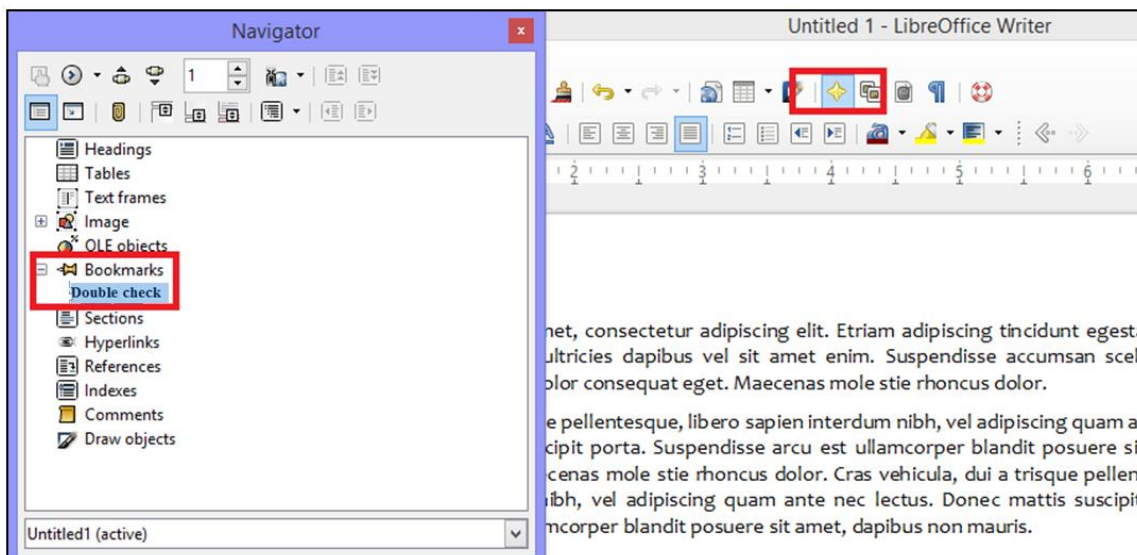 Navigator
x
Untitled 1 - LibreOffice Writer
1
Headings
Tables
Text frames
Image
OLE objects
Bookmarks
Double check
Sections
Hyperlinks
References
Indexes
Comments
Draw objects
Untitled1 (active)
2 3 4 5 6
net, consectetur adipiscing elit. Etriam adipiscing tincidunt egest
ultricies dapibus vel sit amet enim. Suspendisse accumsan scel
olor consequat eget. Maecenas mole stie rhoncus dolor.
e pellentesque, libero sapien interdum nibh, vel adipiscing quam a
cipit porta. Suspendisse arcu est ullamcorper blandit posuere si
cenas mole stie rhoncus dolor. Cras vehicula, dui a trisque pellen
ibh, vel adipiscing quam ante nec lectus. Donec mattis suscipit
mcorper blandit posuere sit amet, dapibus non mauris.